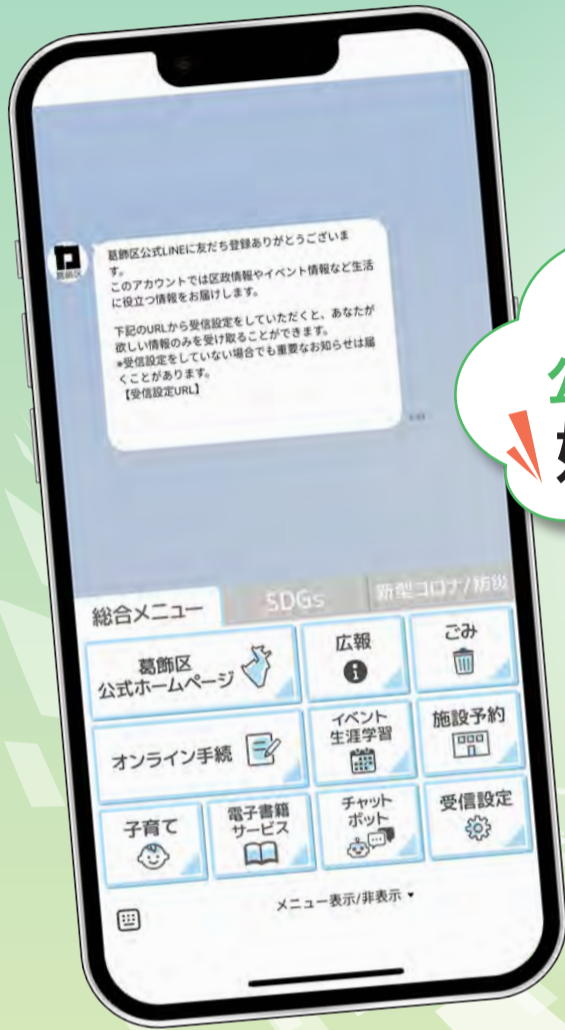 葛飾区
葛飾区公式LINEに友だち登録ありがとうございま
す。
このアカウントでは区政情報やイベント情報など生活
に役立つ情報をお届けします。
下記のURLから受信設定をしていただくと、あなたが
欲しい情報のみを受け取ることができます。
※受信設定をしていない場合でも重要なお知らせは届
くことがあります。
【受信設定URL】
総合メニュー
SDGs
新型コロナ/防災
葛飾区
公式ホームページ
広報
ごみ
オンライン手続
イベント
生涯学習
施設予約
子育て
電子書籍
サービス
チャット
ボット
受信設定
メニュー表示/非表示
公